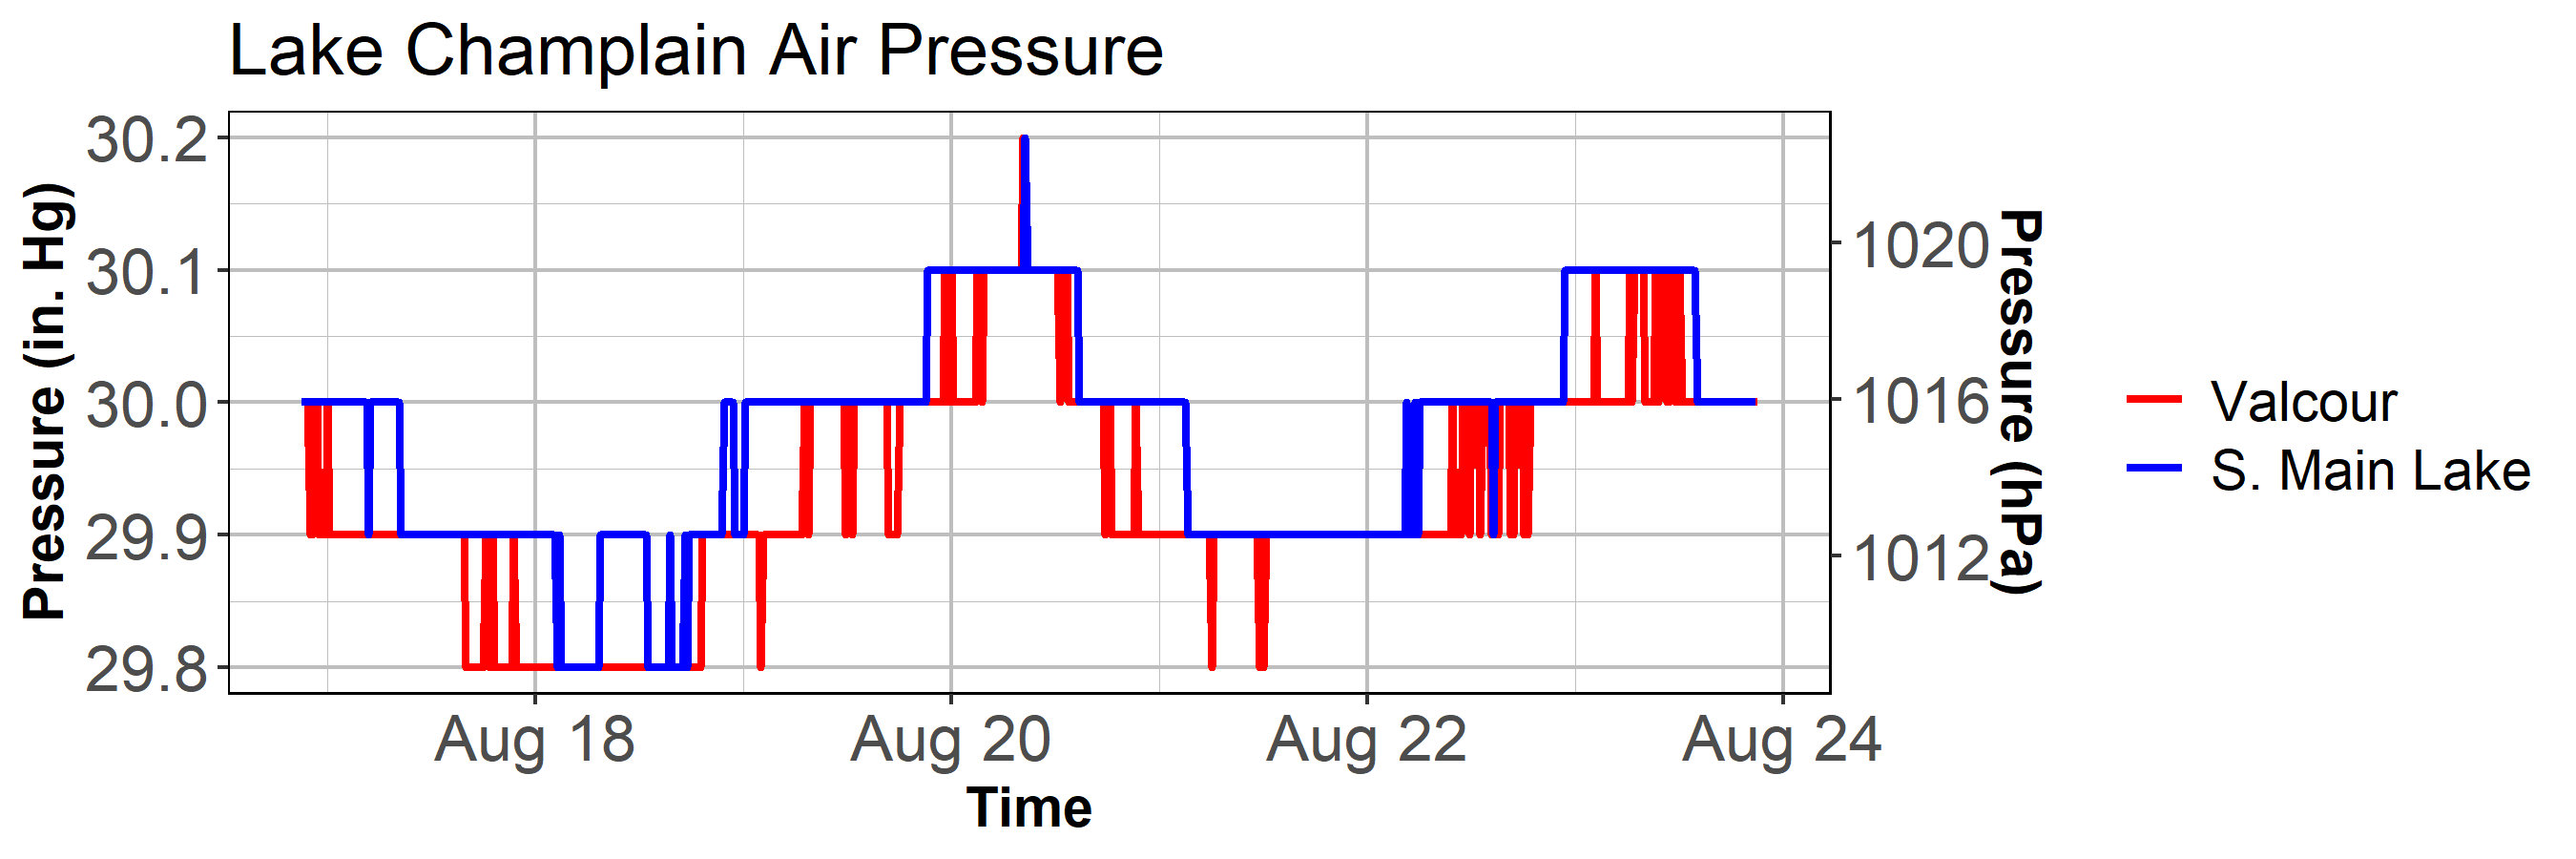 Lake Champlain Air Pressure
Pressure (in. Hg)
30.2
30.1
30.0
29.9
29.8
1020
1016
1012
Pressure (hPa)
Valcour
S. Main Lake
Aug 18 Aug 20 Aug 22 Aug 24
Time